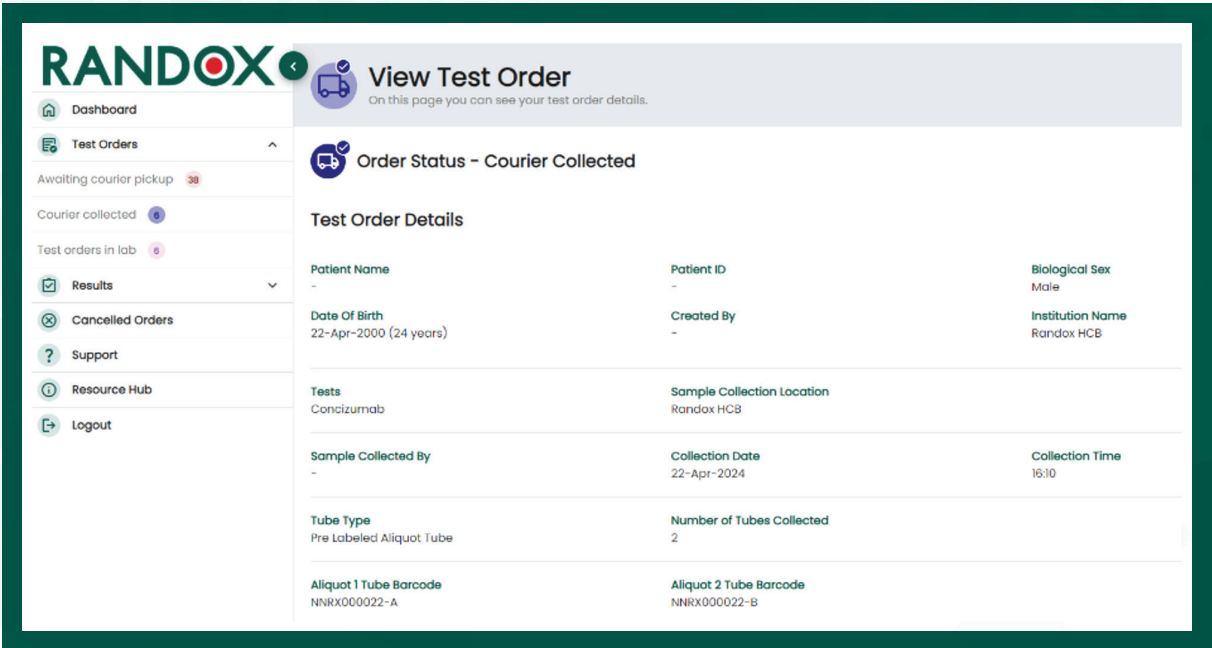 RANDOX
Dashboard
Test Orders
Awaiting courier pickup 38
Courier collected 6
Test orders in lab 6
Results
Cancelled Orders
? Support
Resource Hub
Logout
View Test Order
On this page you can see your test order details.
Order Status - Courier Collected
Test Order Details
Patient Name Patient ID Biological Sex
- - Male
Date Of Birth Created By Institution Name
22-Apr-2000 (24 years) - Randox HCB
Tests Sample Collection Location
Concizumab Randox HCB
Sample Collected By Collection Date Collection Time
- 22-Apr-2024 16:10
Tube Type Number of Tubes Collected
Pre Labeled Aliquot Tube 2
Aliquot 1 Tube Barcode Aliquot 2 Tube Barcode
NNRX000022-A NNRX000022-B